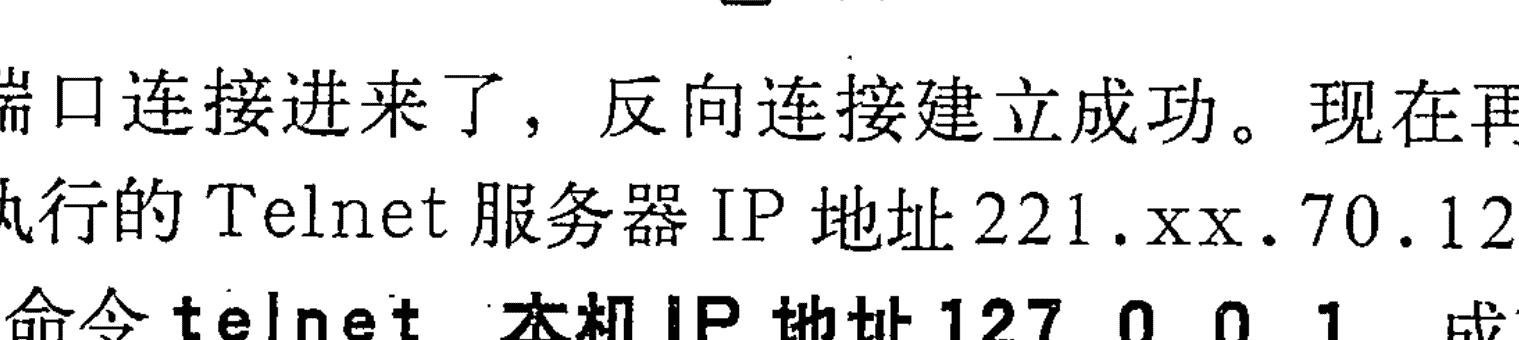 端口连接进来了，反向连接建立成功。现在再
执行的 Telnet 服务器 IP 地址 221.xx.70.12
命令 telnet 本机 IP 地址 127 0 0 1 成